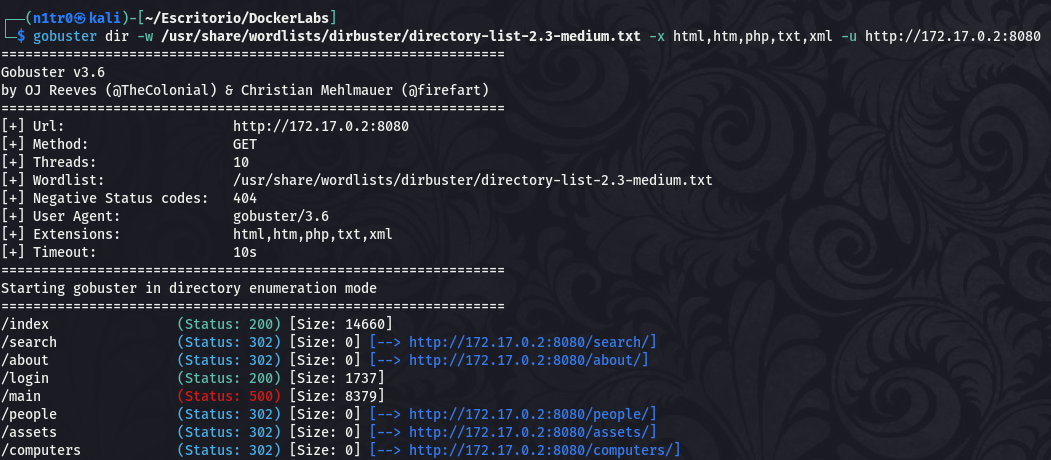 ┌──(n1tr0㉿kali)-[~/Escritorio/DockerLabs]
└─$ gobuster dir -w /usr/share/wordlists/dirbuster/directory-list-2.3-medium.txt -x html,htm,php,txt,xml -u http://172.17.0.2:8080
===============================================================
Gobuster v3.6
by OJ Reeves (@TheColonial) & Christian Mehlmauer (@firefart)
===============================================================
[+] Url:                     http://172.17.0.2:8080
[+] Method:                  GET
[+] Threads:                 10
[+] Wordlist:                /usr/share/wordlists/dirbuster/directory-list-2.3-medium.txt
[+] Negative Status codes:   404
[+] User Agent:              gobuster/3.6
[+] Extensions:              html,htm,php,txt,xml
[+] Timeout:                 10s
===============================================================
Starting gobuster in directory enumeration mode
===============================================================
/index                (Status: 200) [Size: 14660]
/search               (Status: 302) [Size: 0] [--> http://172.17.0.2:8080/search/]
/about                (Status: 302) [Size: 0] [--> http://172.17.0.2:8080/about/]
/login                (Status: 200) [Size: 1737]
/main                 (Status: 500) [Size: 8379]
/people               (Status: 302) [Size: 0] [--> http://172.17.0.2:8080/people/]
/assets               (Status: 302) [Size: 0] [--> http://172.17.0.2:8080/assets/]
/computers            (Status: 302) [Size: 0] [--> http://172.17.0.2:8080/computers/]